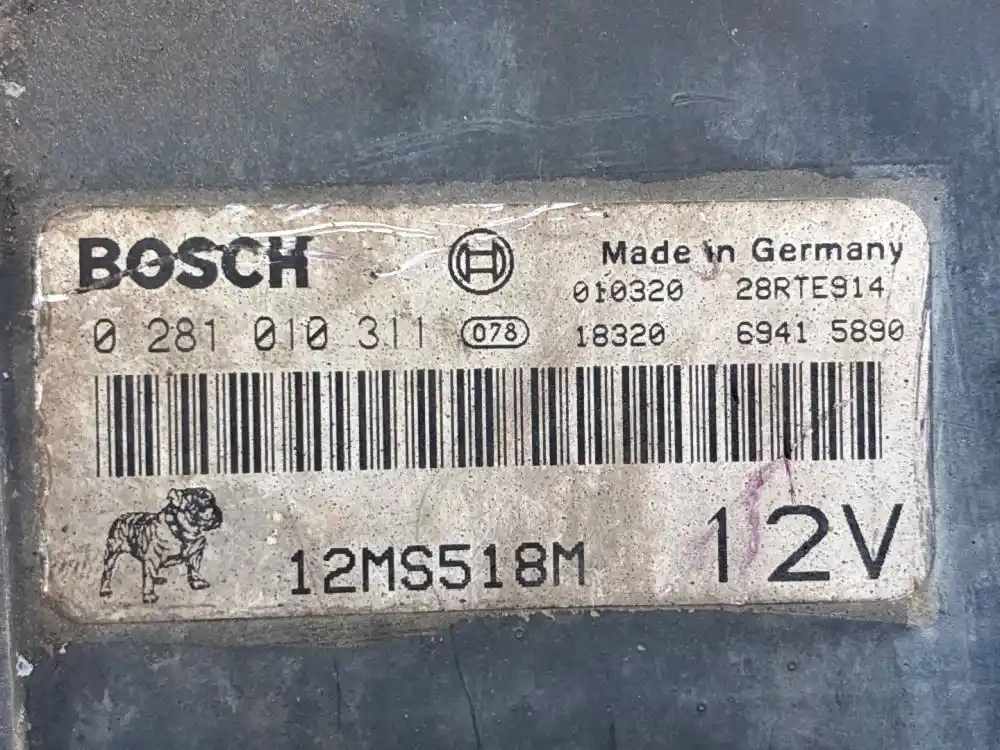 BOSCH
Made in Germany
010320 28RTE914
0 281 010 311 078 18320 6941 5890
12MS518M 12V